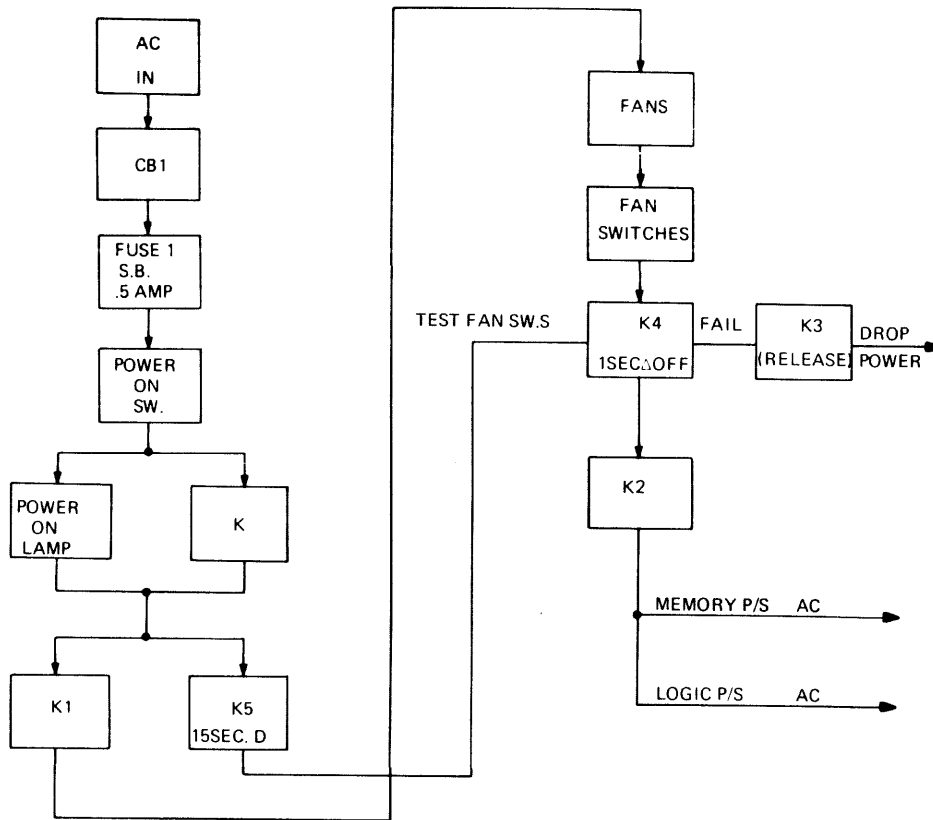 AC
IN
CB1
FUSE 1
S.B.
.5 AMP
POWER
ON
SW.
POWER
ON
LAMP
K
K1
K5
15SEC. D
FANS
FAN
SWITCHES
TEST FAN SW.S
K4
1SEC∆OFF
FAIL
K3
(RELEASE)
DROP
POWER
K2
MEMORY P/S AC
LOGIC P/S AC